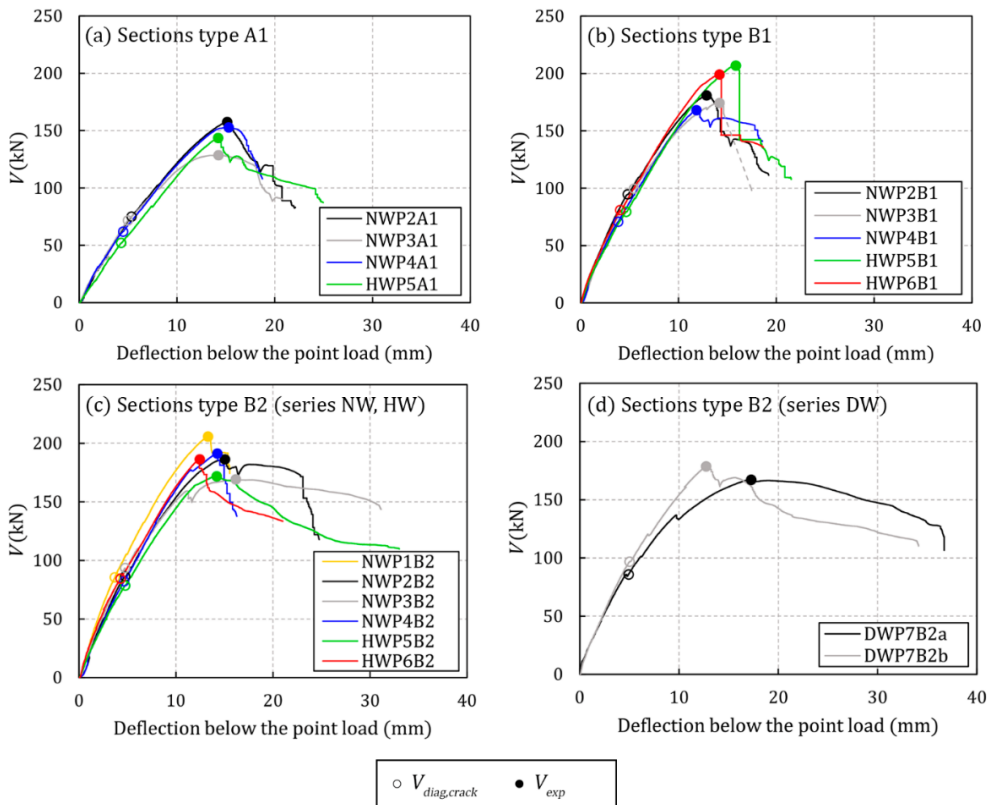 (a) Sections type A1
250
200
150
100
50
0
V(kN)
0 10 20 30 40
Deflection below the point load (mm)
NWP2A1
NWP3A1
NWP4A1
HWP5A1
(b) Sections type B1
250
200
150
100
50
0
V(kN)
0 10 20 30 40
Deflection below the point load (mm)
NWP2B1
NWP3B1
NWP4B1
HWP5B1
HWP6B1
(c) Sections type B2 (series NW, HW)
250
200
150
100
50
0
V(kN)
0 10 20 30 40
Deflection below the point load (mm)
NWP1B2
NWP2B2
NWP3B2
NWP4B2
HWP5B2
HWP6B2
(d) Sections type B2 (series DW)
250
200
150
100
50
0
V(kN)
0 10 20 30 40
Deflection below the point load (mm)
DWP7B2a
DWP7B2b
V diag,crack V exp